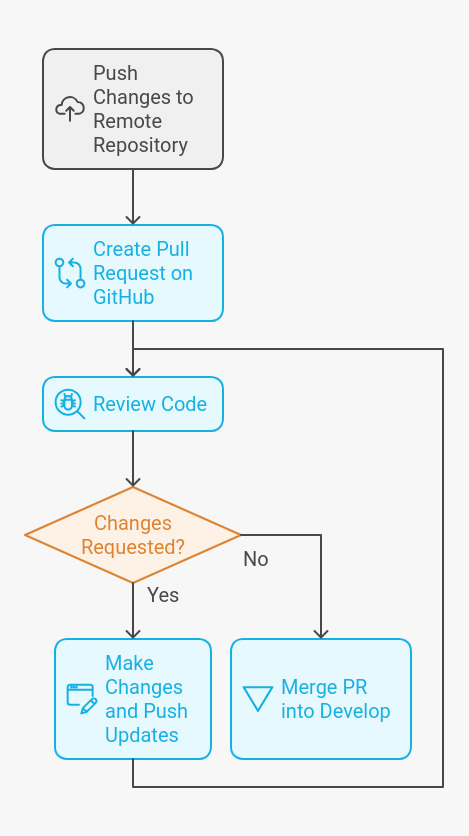 Push
Changes to
Remote
Repository
Create Pull
Request on
GitHub
Review Code
Changes
Requested?
No
Yes
Make
Changes
and Push
Updates
Merge PR
into Develop